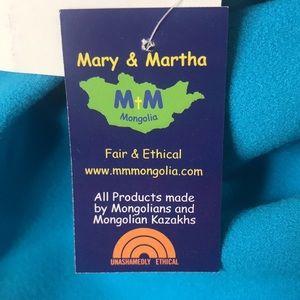 Mary & Martha
M†M
Mongolia
Fair & Ethical
www.mmmongolia.com
All Products made
by Mongolians and
Mongolian Kazakhs
UNASHAMEDLY ETHICAL